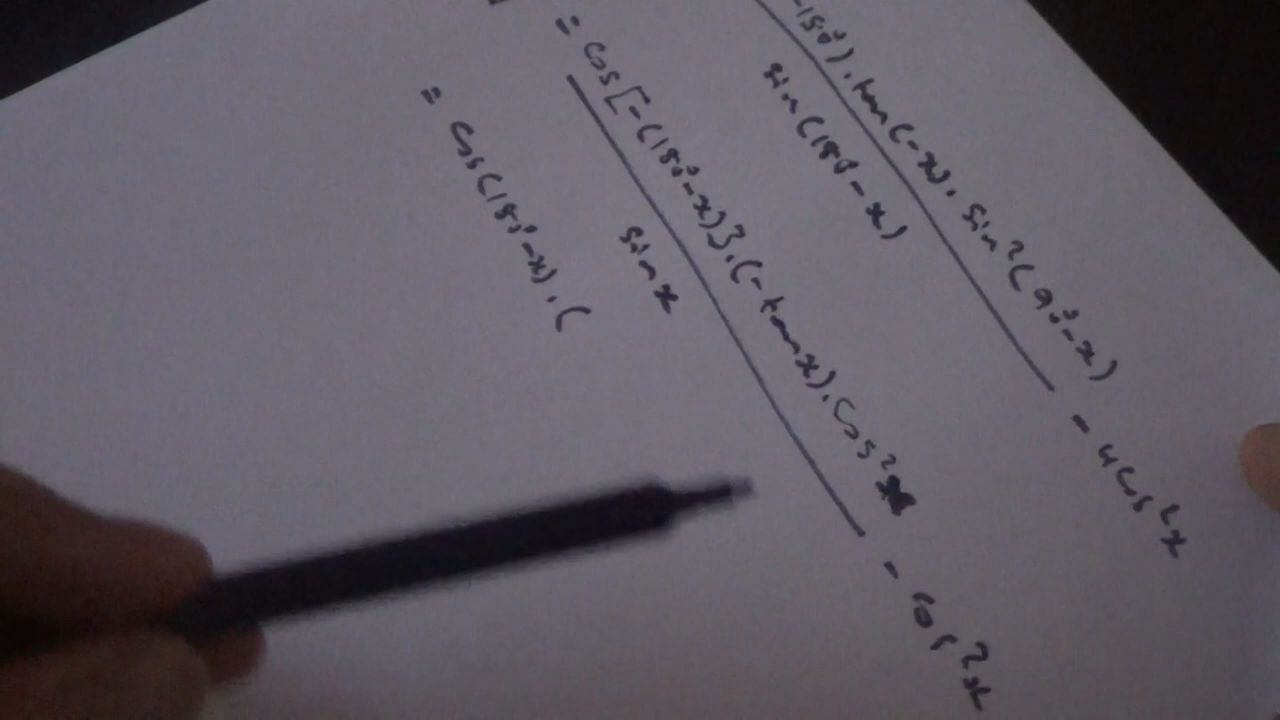 -180°).tan(-x).sin²(90°-x)
sin(180-x)
- 4cos²x
= cos[-(180°-x)].(-tanx).cos²x
sinx
- cos²x
= cos(180°-x).(